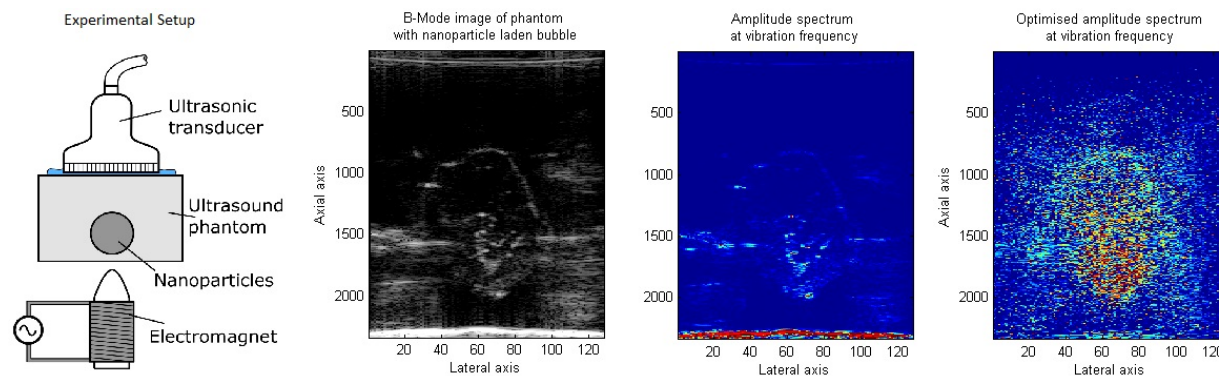 Experimental Setup
Ultrasonic
transducer
Ultrasound
phantom
Nanoparticles
Electromagnet
B-Mode image of phantom
with nanoparticle laden bubble
Axial axis
500
1000
1500
2000
20 40 60 80 100 120
Lateral axis
Amplitude spectrum
at vibration frequency
Axial axis
500
1000
1500
2000
20 40 60 80 100 120
Lateral axis
Optimised amplitude spectrum
at vibration frequency
Axial axis
500
1000
1500
2000
20 40 60 80 100 120
Lateral axis